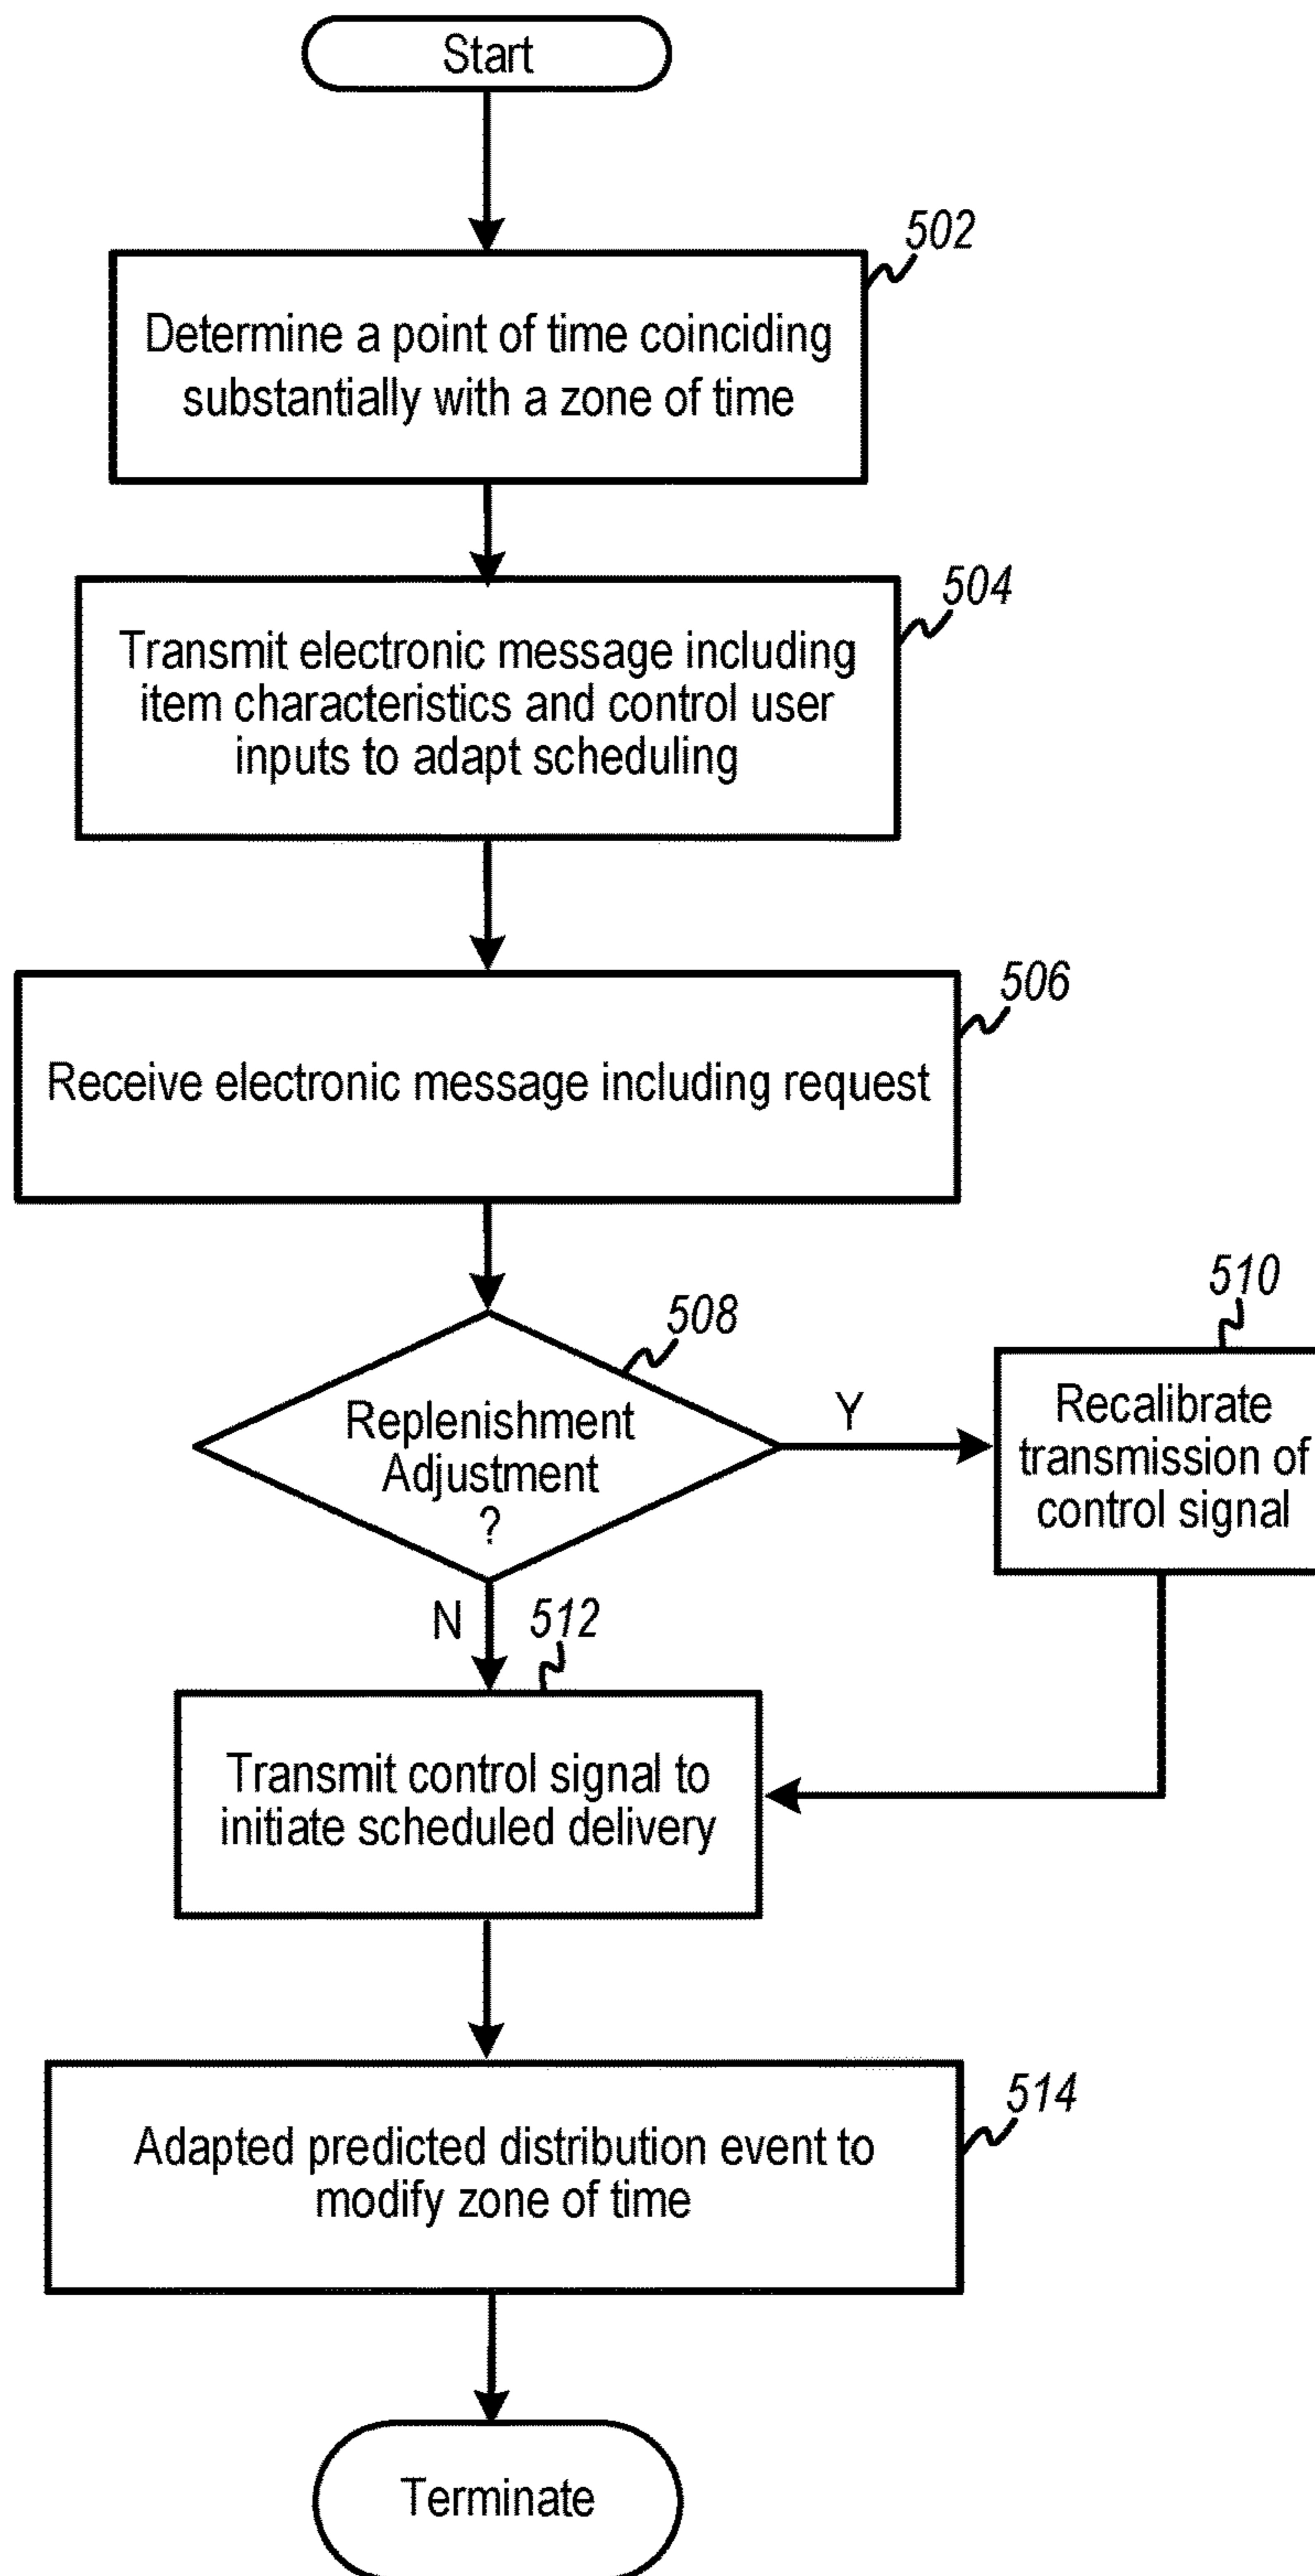 Start
502
Determine a point of time coinciding
substantially with a zone of time
504
Transmit electronic message including
item characteristics and control user
inputs to adapt scheduling
506
Receive electronic message including request
508
Replenishment
Adjustment
?
Y
510
Recalibrate
transmission of
control signal
N
512
Transmit control signal to
initiate scheduled delivery
514
Adapted predicted distribution event to
modify zone of time
Terminate